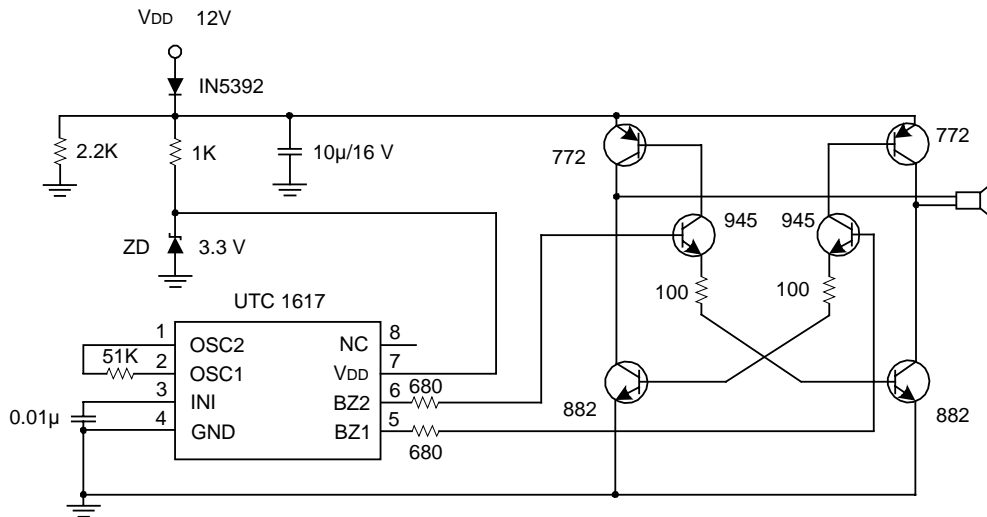 VDD 12V
IN5392
2.2K
1K
10µ/16 V
772
772
945
945
ZD
3.3 V
100
100
UTC 1617
1
OSC2
NC
8
51K
2
OSC1
VDD
7
3
INI
BZ2
6
680
0.01µ
4
GND
BZ1
5
680
882
882